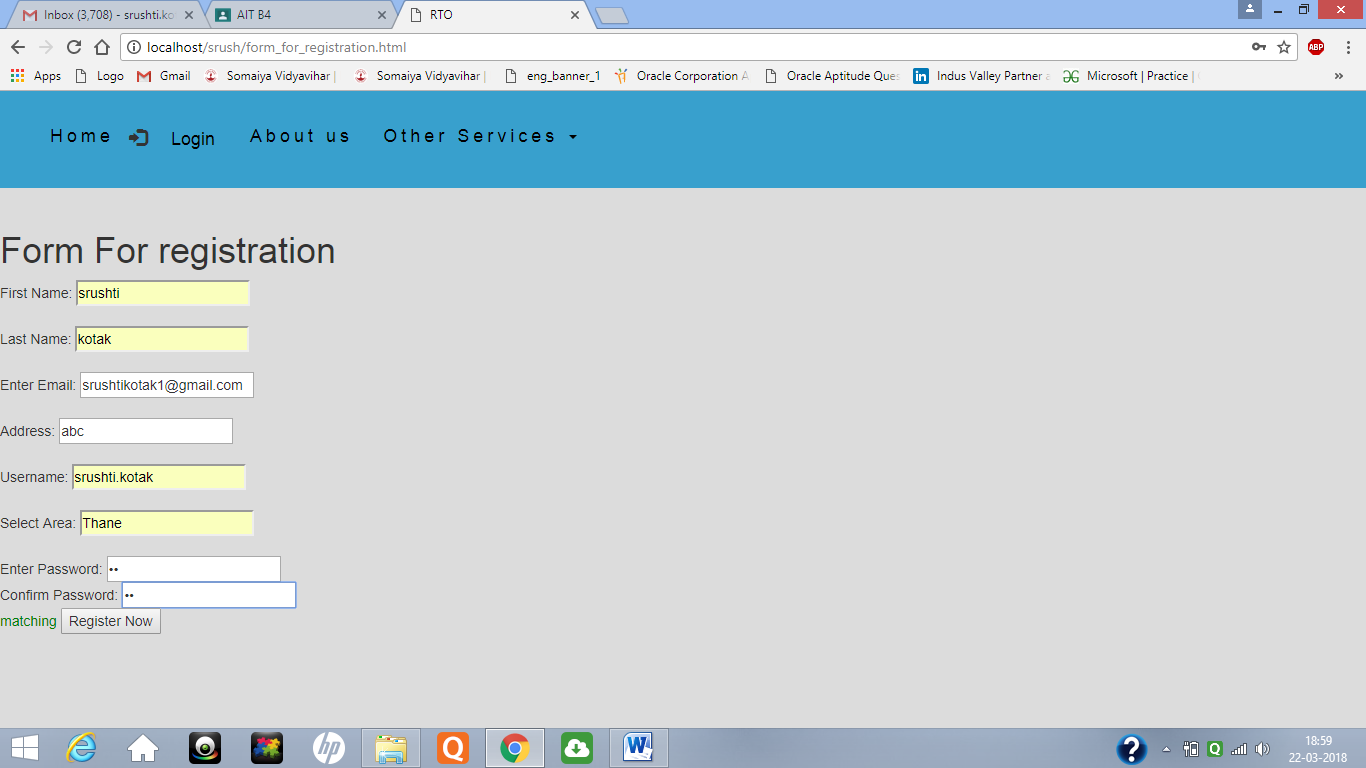 Inbox (3,708) - srushti.ko
AIT B4
RTO
localhost/srush/form_for_registration.html
ABP
Apps
Logo
Gmail
Somaiya Vidyavihar |
Somaiya Vidyavihar |
eng_banner_1
Oracle Corporation A
Oracle Aptitude Ques
in
Indus Valley Partner a
Microsoft | Practice |
»
Home
Login
About us
Other Services
Form For registration
First Name: srushti
Last Name: kotak
Enter Email: srushtikotak1@gmail.com
Address: abc
Username: srushti.kotak
Select Area: Thane
Enter Password: ••
Confirm Password: ••
matching Register Now
hp
Q
W
?
Q
18:59
22-03-2018